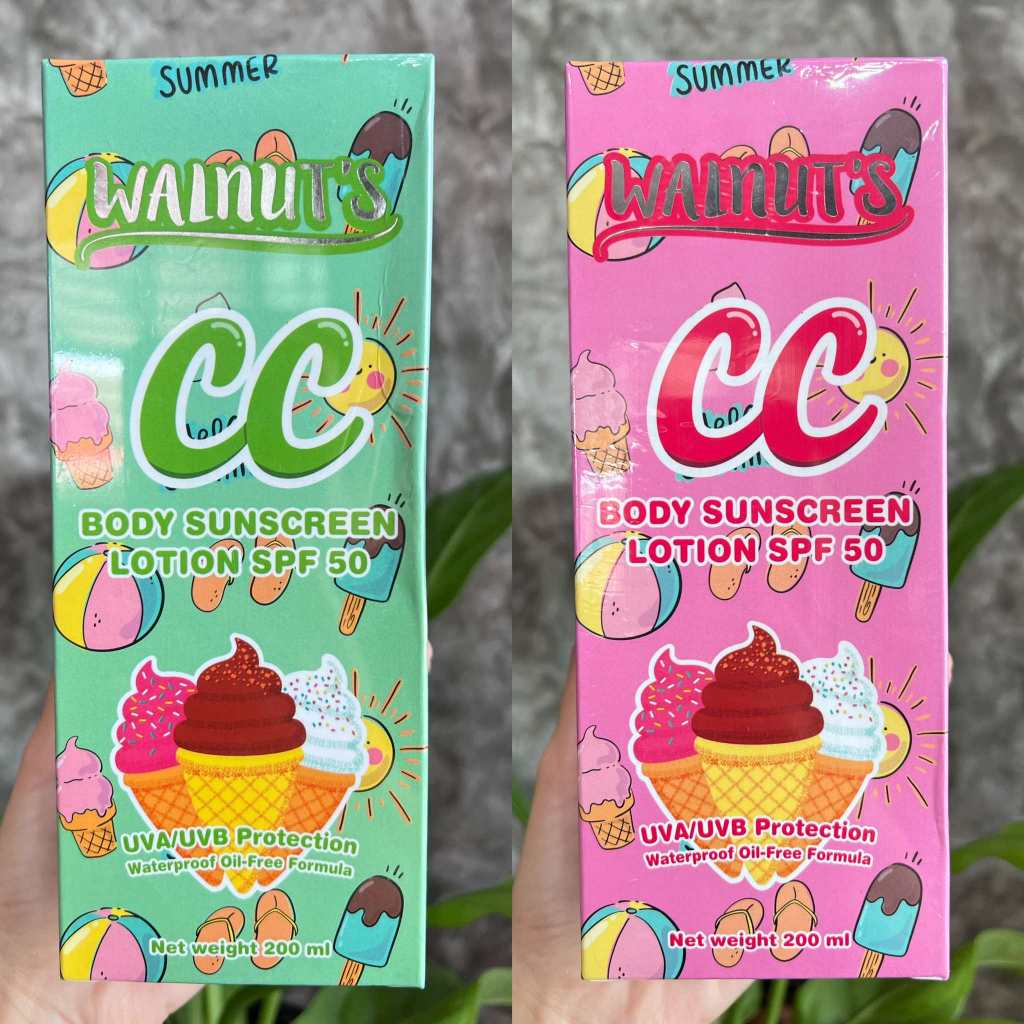 SUMMER
WALNUT'S
CC
BODY SUNSCREEN
LOTION SPF 50
UVA/UVB Protection
Waterproof Oil-Free Formula
Net weight 200 ml
SUMMER
WALNUT'S
CC
BODY SUNSCREEN
LOTION SPF 50
UVA/UVB Protection
Waterproof Oil-Free Formula
Net weight 200 ml